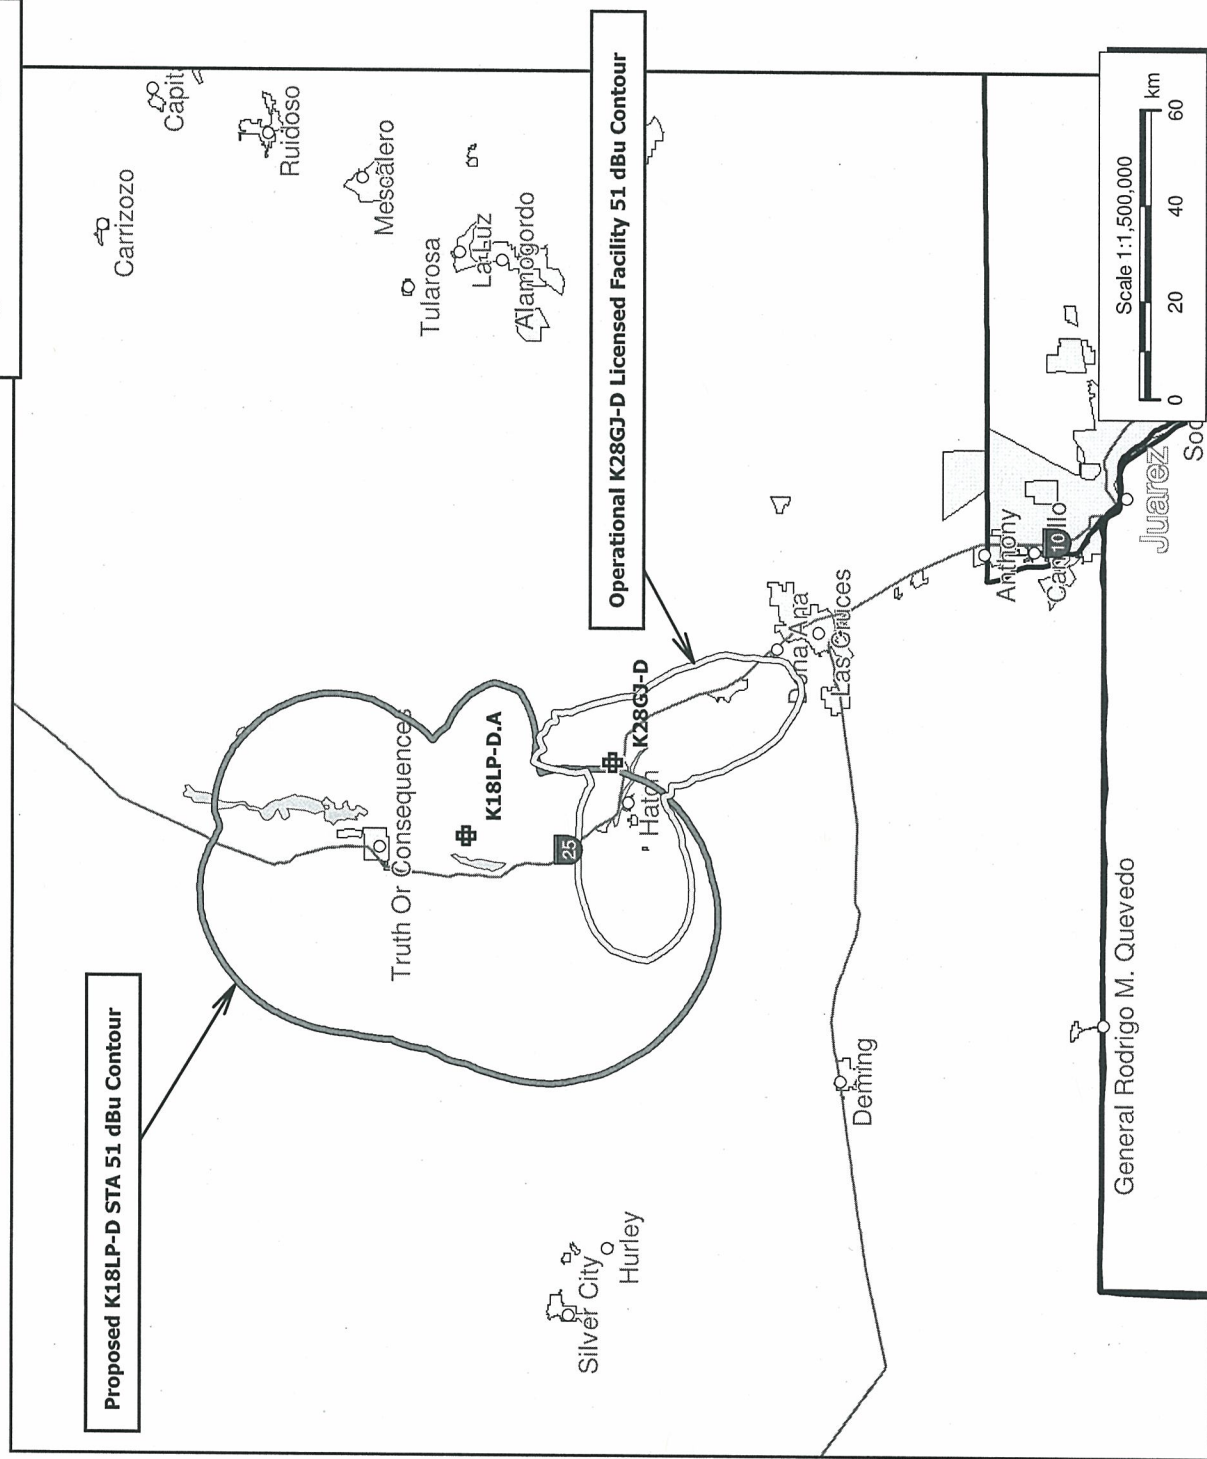 Proposed K18LP-D STA 51 dBu Contour
Carrizozo
Capit
Ruidoso
Mescalero
Truth Or Consequences
Tularosa
La Luz
K18LP-D.A
Alamogordo
25
Silver City
Operational K28GJ-D Licensed Facility 51 dBu Contour
Hurley
K28GJ-D
Hatch
Dona Ana
Las Cruces
Deming
Anthony
10
General Rodrigo M. Quevedo
Juarez
Soc
Scale 1:1,500,000
km
0 20 40 60